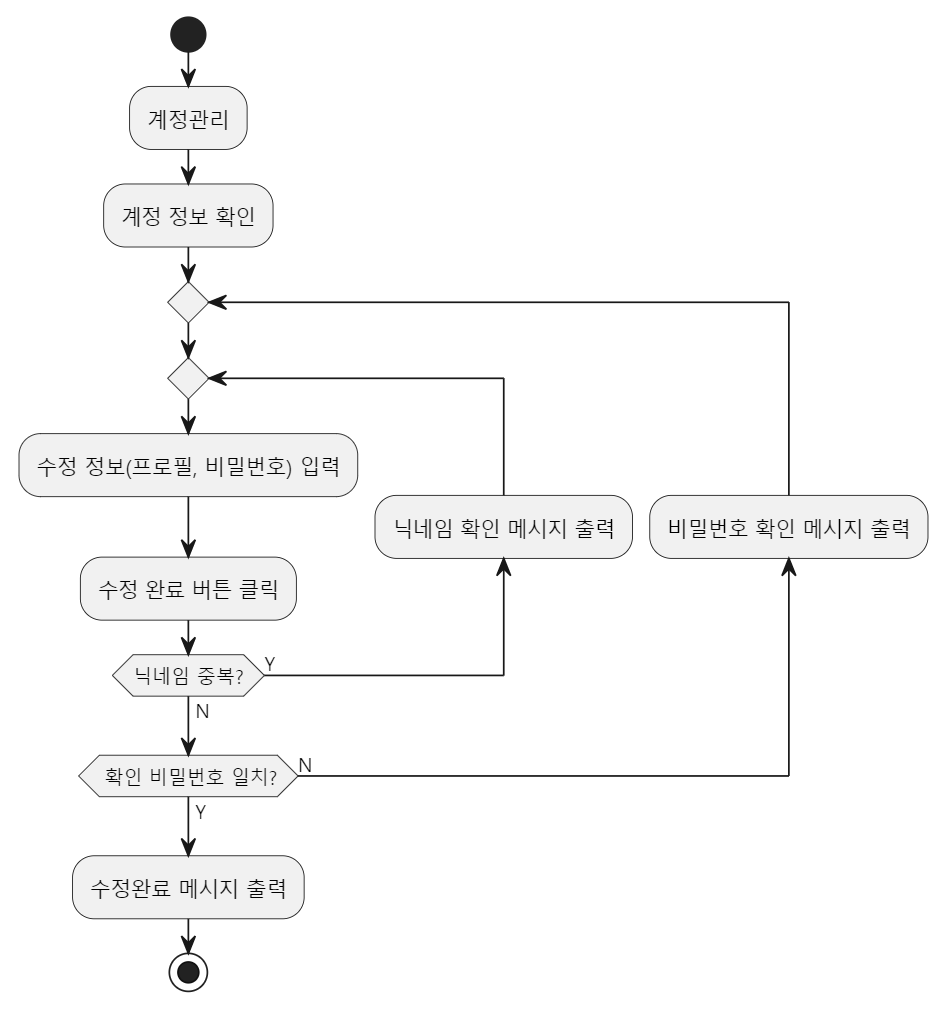 계정관리
계정 정보 확인
수정 정보(프로필, 비밀번호) 입력
닉네임 확인 메시지 출력
비밀번호 확인 메시지 출력
수정 완료 버튼 클릭
닉네임 중복?
Y
N
확인 비밀번호 일치?
N
Y
수정완료 메시지 출력